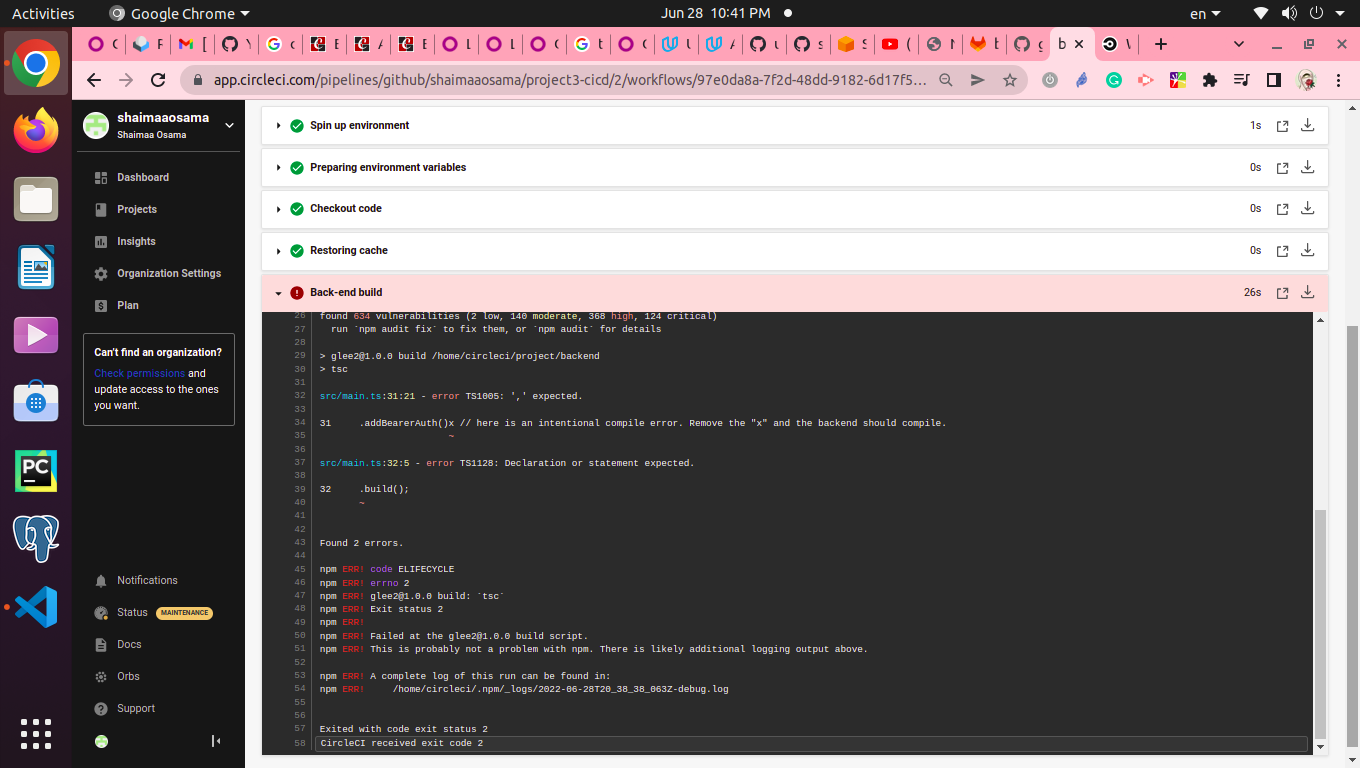 Activities
Google Chrome
Jun 28 10:41 PM
en
app.circleci.com/pipelines/github/shaimaaosama/project3-cicd/2/workflows/97e0da8a-7f2d-48dd-9182-6d17f5...
shaimaaosama
Shaimaa Osama
Dashboard
Projects
Insights
Organization Settings
Plan
Can't find an organization?
Check permissions and
update access to the ones
you want.
Notifications
Status MAINTENANCE
Docs
Orbs
Support
Spin up environment 1s
Preparing environment variables 0s
Checkout code 0s
Restoring cache 0s
Back-end build 26s
26 found 634 vulnerabilities (2 low, 140 moderate, 368 high, 124 critical)
27 run `npm audit fix` to fix them, or `npm audit` for details
28
29 > glee2@1.0.0 build /home/circleci/project/backend
30 > tsc
31
32 src/main.ts:31:21 - error TS1005: ',' expected.
33
34 31 .addBearerAuth()x // here is an intentional compile error. Remove the "x" and the backend should compile.
35 ~
36
37 src/main.ts:32:5 - error TS1128: Declaration or statement expected.
38
39 32 .build();
40 ~
41
42
43 Found 2 errors.
44
45 npm ERR! code ELIFECYCLE
46 npm ERR! errno 2
47 npm ERR! glee2@1.0.0 build: `tsc`
48 npm ERR! Exit status 2
49 npm ERR!
50 npm ERR! Failed at the glee2@1.0.0 build script.
51 npm ERR! This is probably not a problem with npm. There is likely additional logging output above.
52
53 npm ERR! A complete log of this run can be found in:
54 npm ERR! /home/circleci/.npm/_logs/2022-06-28T20_38_38_063Z-debug.log
55
56
57 Exited with code exit status 2
58 CircleCI received exit code 2